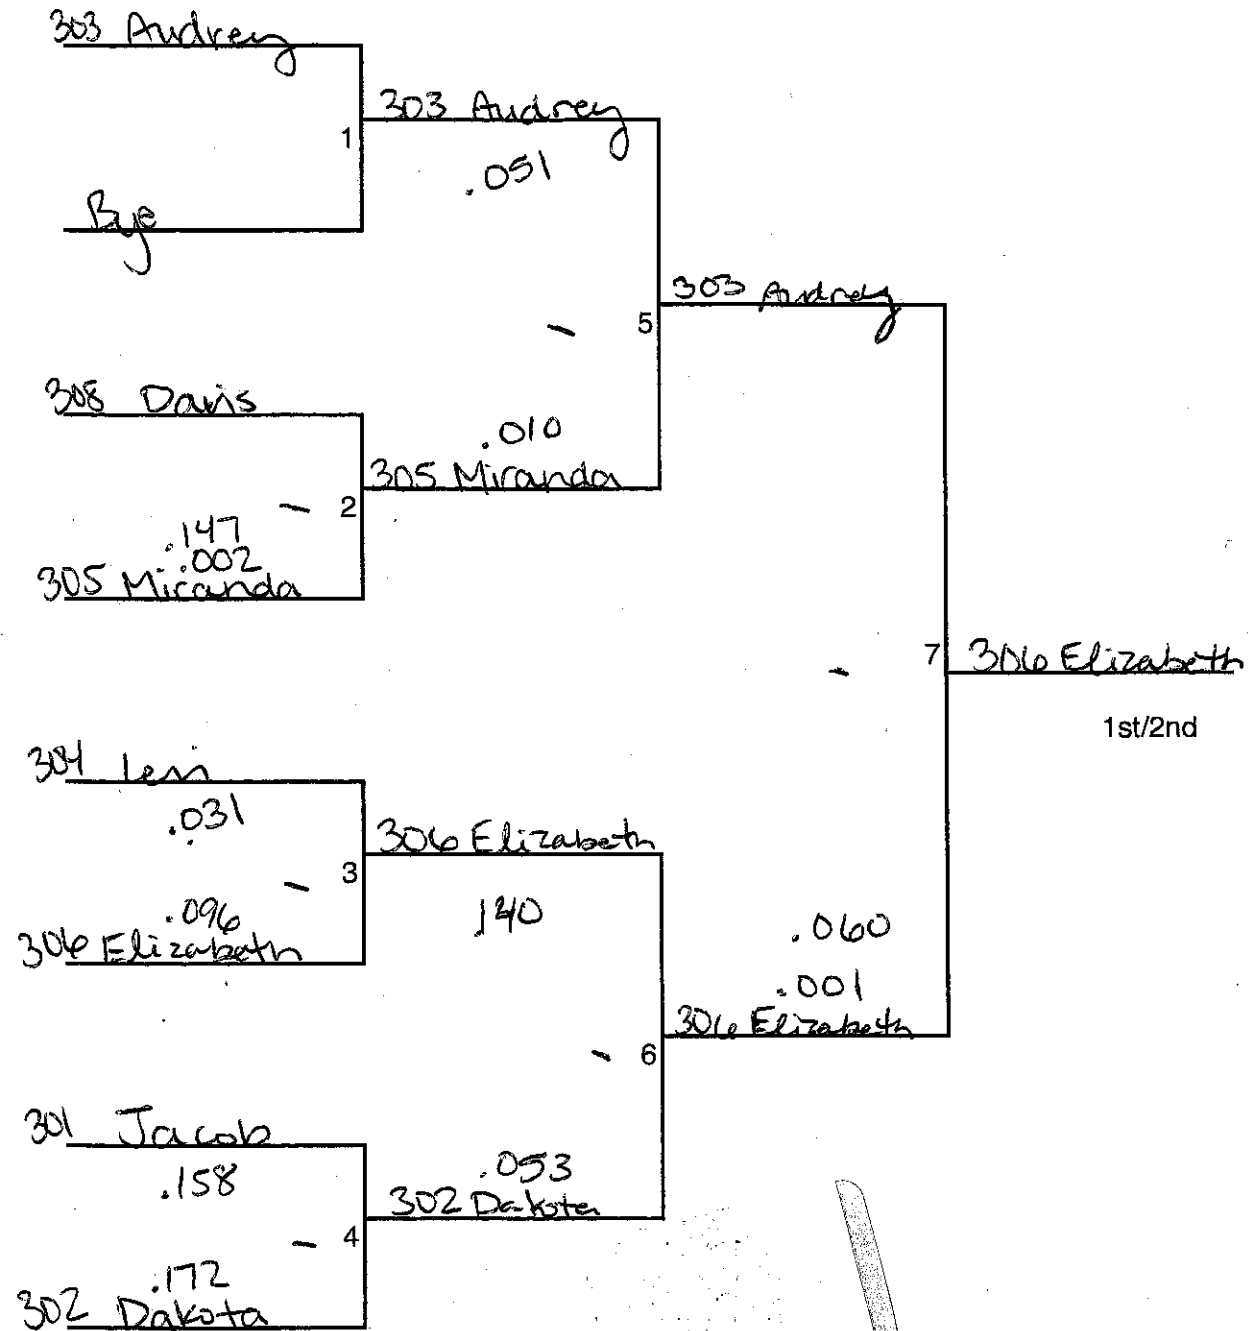 303 Audrey
1
303 Audrey
.051
Bye
5
303 Audrey
308 Davis
.010
2
305 Miranda
.147
.002
305 Miranda
7
306 Elizabeth
1st/2nd
304
.031
3
306 Elizabeth
.140
.096
306 Elizabeth
.060
.001
306 Elizabeth
6
301 Jacob
.158
.053
302 Dakota
4
.172
302 Dakota